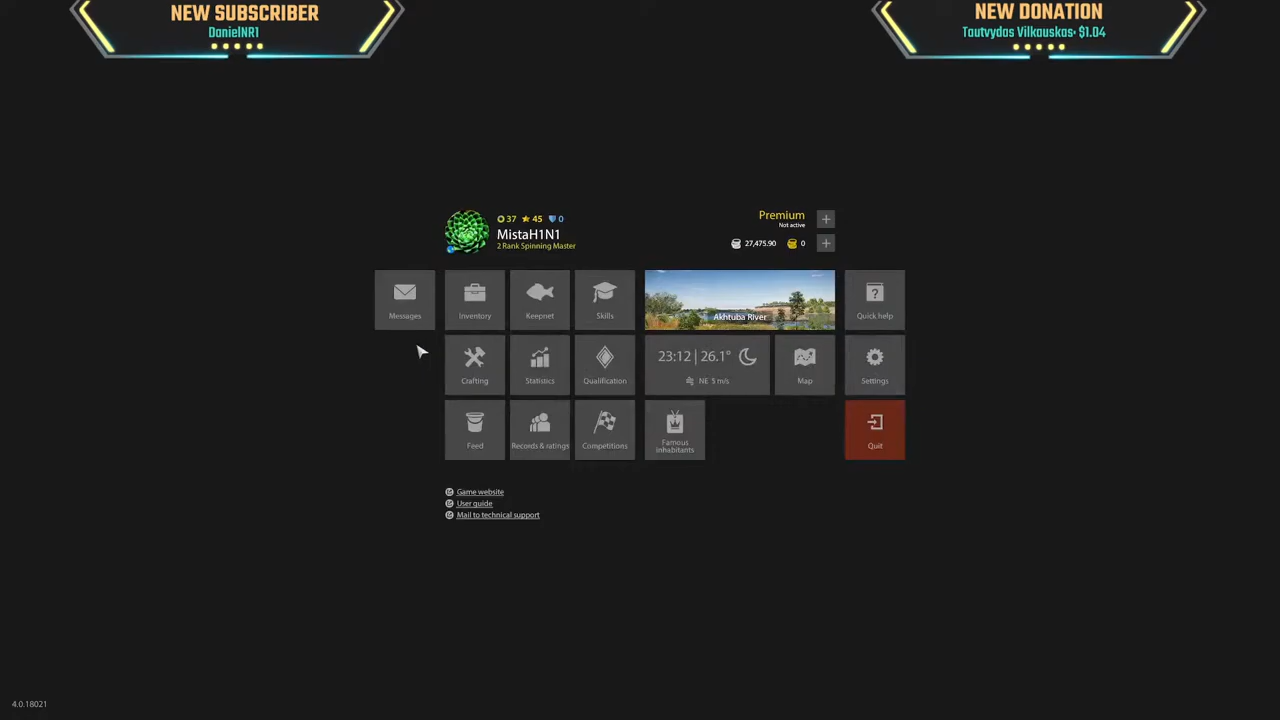 NEW SUBSCRIBER
DanielNR1
NEW DONATION
Tautvydas Vilkauskas• $1.04
37 45 0
MistaH1N1
2 Rank Spinning Master
Premium
Not active
27,475.90 0
Messages
Inventory
Keepnet
Skills
Akhtuba River
Quick help
Crafting
Statistics
Qualification
23:12 | 26.1°
NE 5 m/s
Map
Settings
Feed
Records & ratings
Competitions
Famous
inhabitants
Quit
Game website
User guide
Mail to technical support
4.0.18021